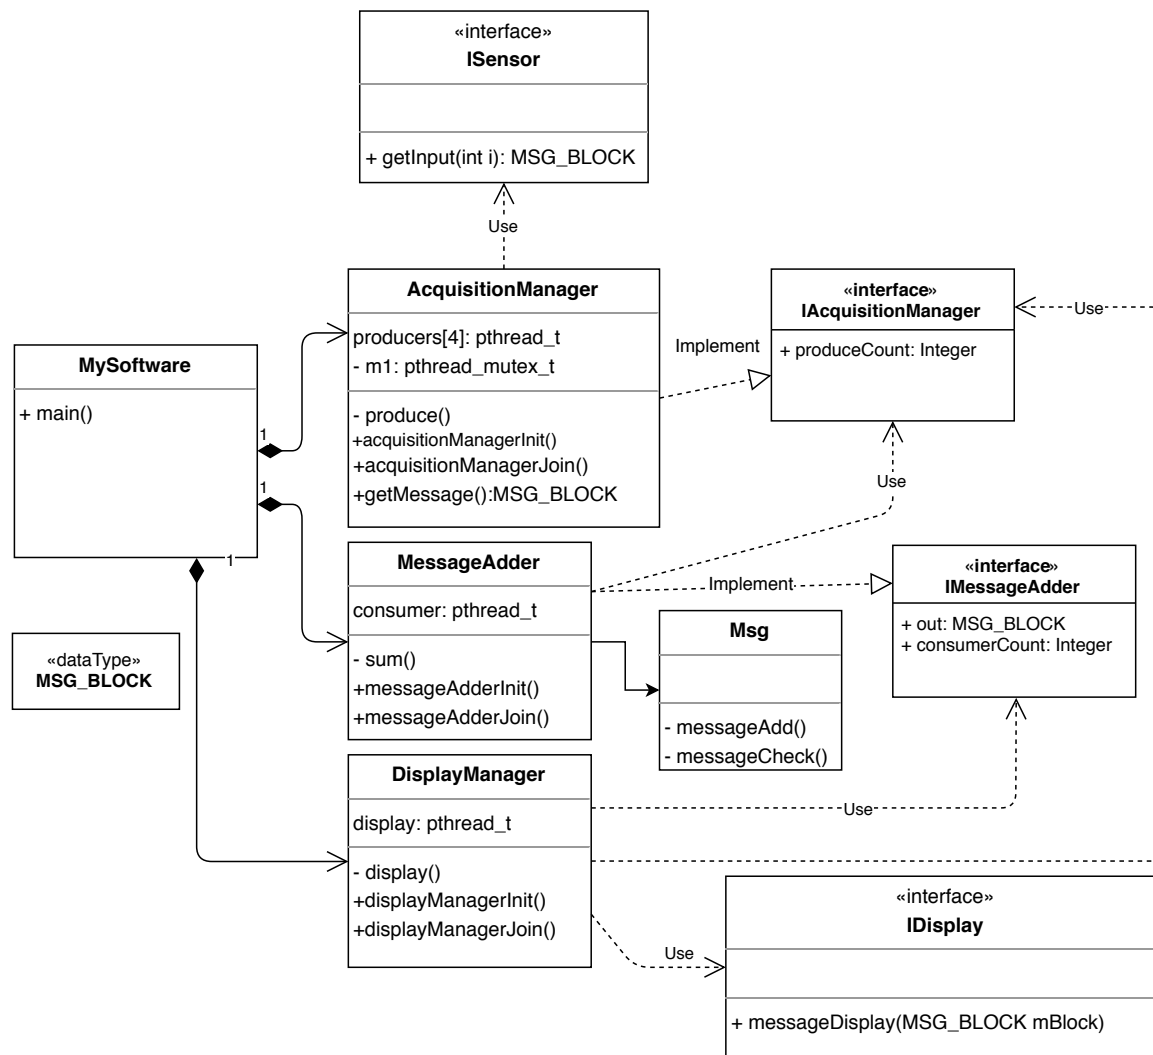 «interface»
ISensor
+ getInput(int i): MSG_BLOCK
Use
AcquisitionManager
producers[4]: pthread_t
- m1: pthread_mutex_t
- produce()
+acquisitionManagerInit()
+acquisitionManagerJoin()
+getMessage():MSG_BLOCK
Implement
«interface»
IAcquisitionManager
+ produceCount: Integer
Use
MySoftware
+ main()
1
1
1
Use
MessageAdder
consumer: pthread_t
- sum()
+messageAdderInit()
+messageAdderJoin()
Implement
«interface»
IMessageAdder
+ out: MSG_BLOCK
+ consumerCount: Integer
Msg
- messageAdd()
- messageCheck()
«dataType»
MSG_BLOCK
DisplayManager
display: pthread_t
- display()
+displayManagerInit()
+displayManagerJoin()
Use
Use
«interface»
IDisplay
+ messageDisplay(MSG_BLOCK mBlock)